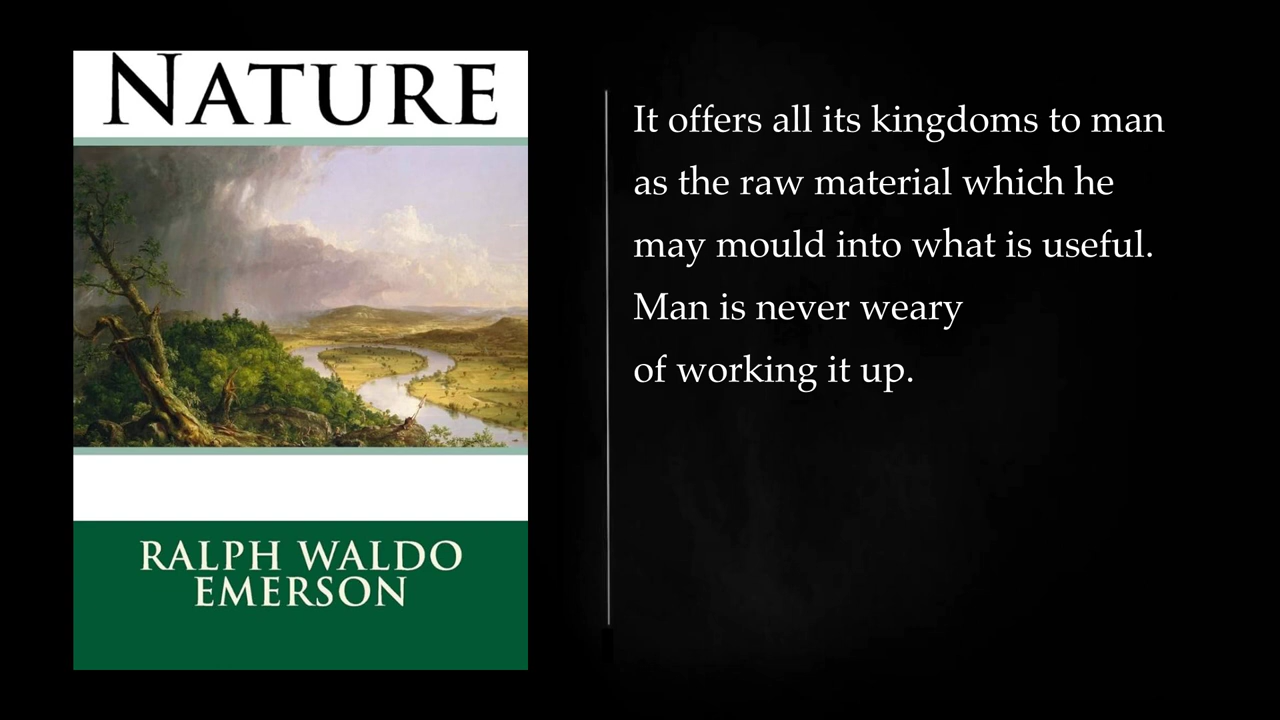 NATURE
RALPH WALDO
EMERSON
It offers all its kingdoms to man
as the raw material which he
may mould into what is useful.
Man is never weary
of working it up.